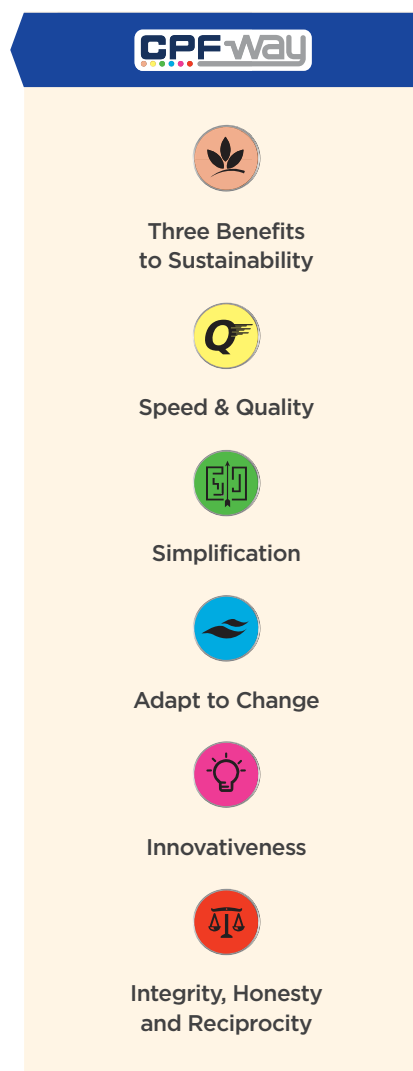 CPF-Way
Three Benefits
to Sustainability
Q
Speed & Quality
Simplification
Adapt to Change
Innovativeness
Integrity, Honesty
and Reciprocity